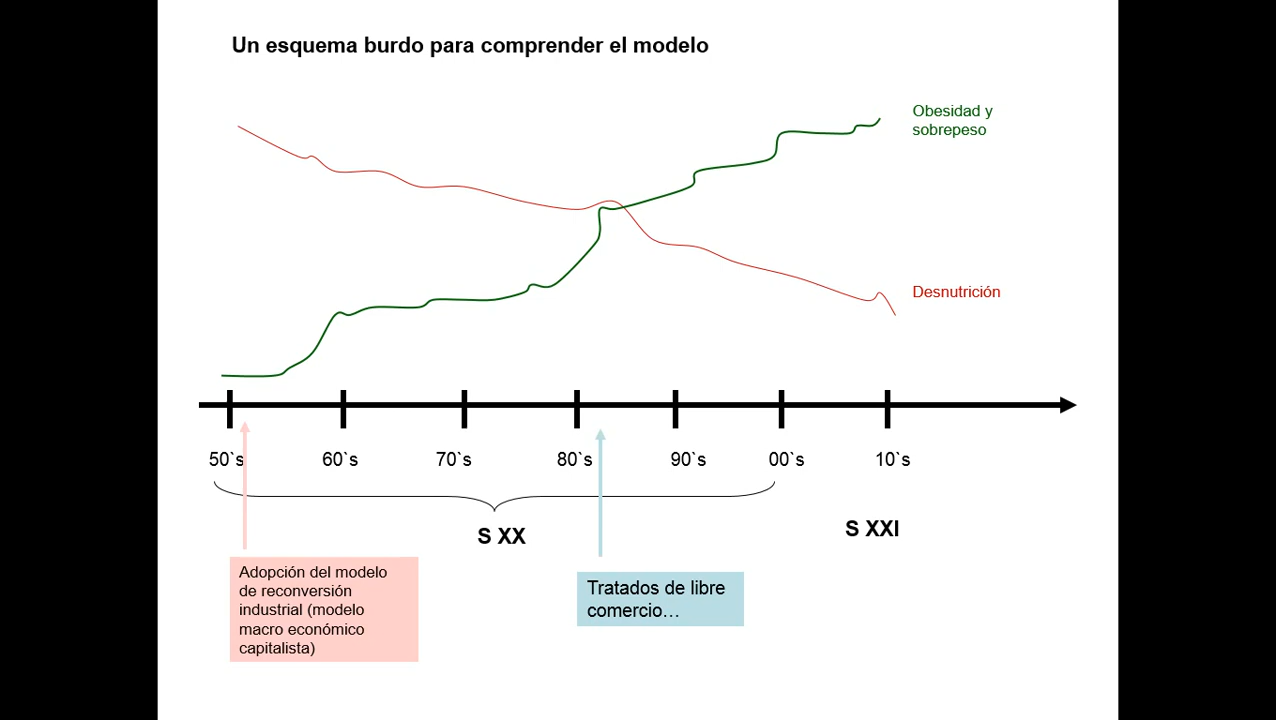 Un esquema burdo para comprender el modelo
Obesidad y
sobrepeso
Desnutrición
50`s
60`s
70`s
80`s
90`s
00`s
10`s
S XX
S XXI
Adopción del modelo
de reconversión
industrial (modelo
macro económico
capitalista)
Tratados de libre
comercio…